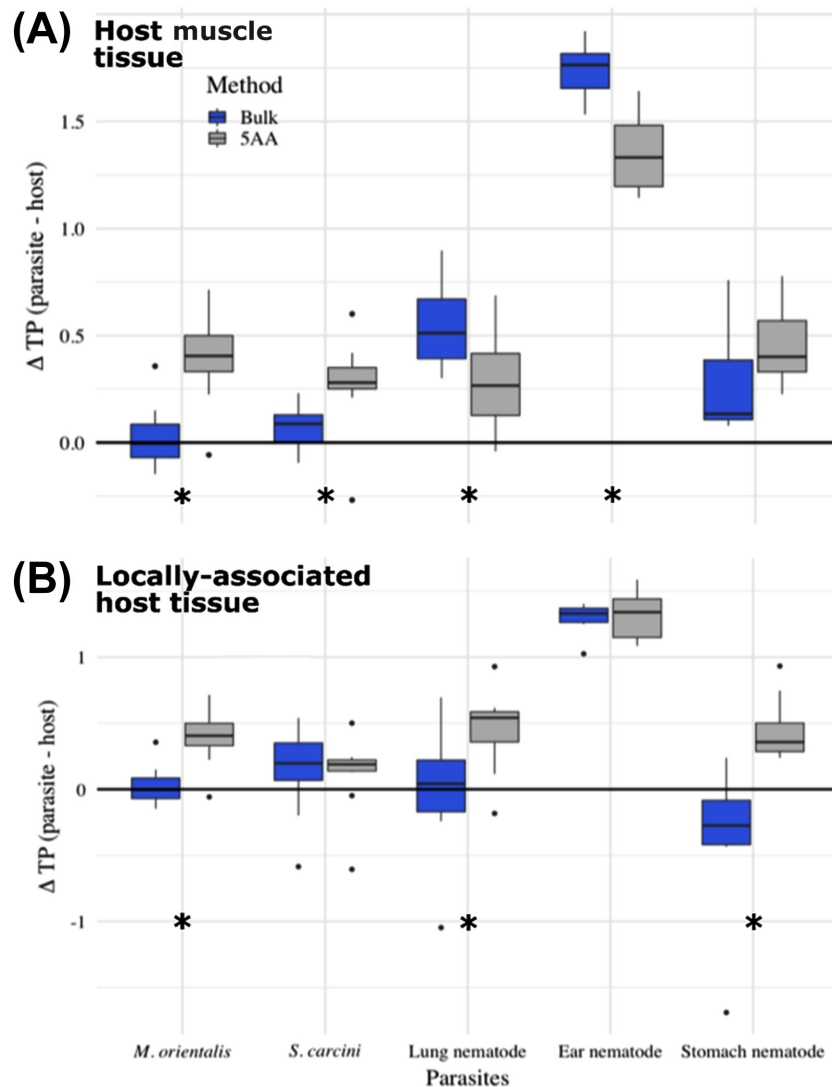 (A) Host muscle
tissue
Method
Bulk
5AA
1.5
1.0
0.5
0.0
Δ TP (parasite - host)
* * * *
(B) Locally-associated
host tissue
1
0
-1
Δ TP (parasite - host)
* * *
M. orientalis S. carcini Lung nematode Ear nematode Stomach nematode
Parasites